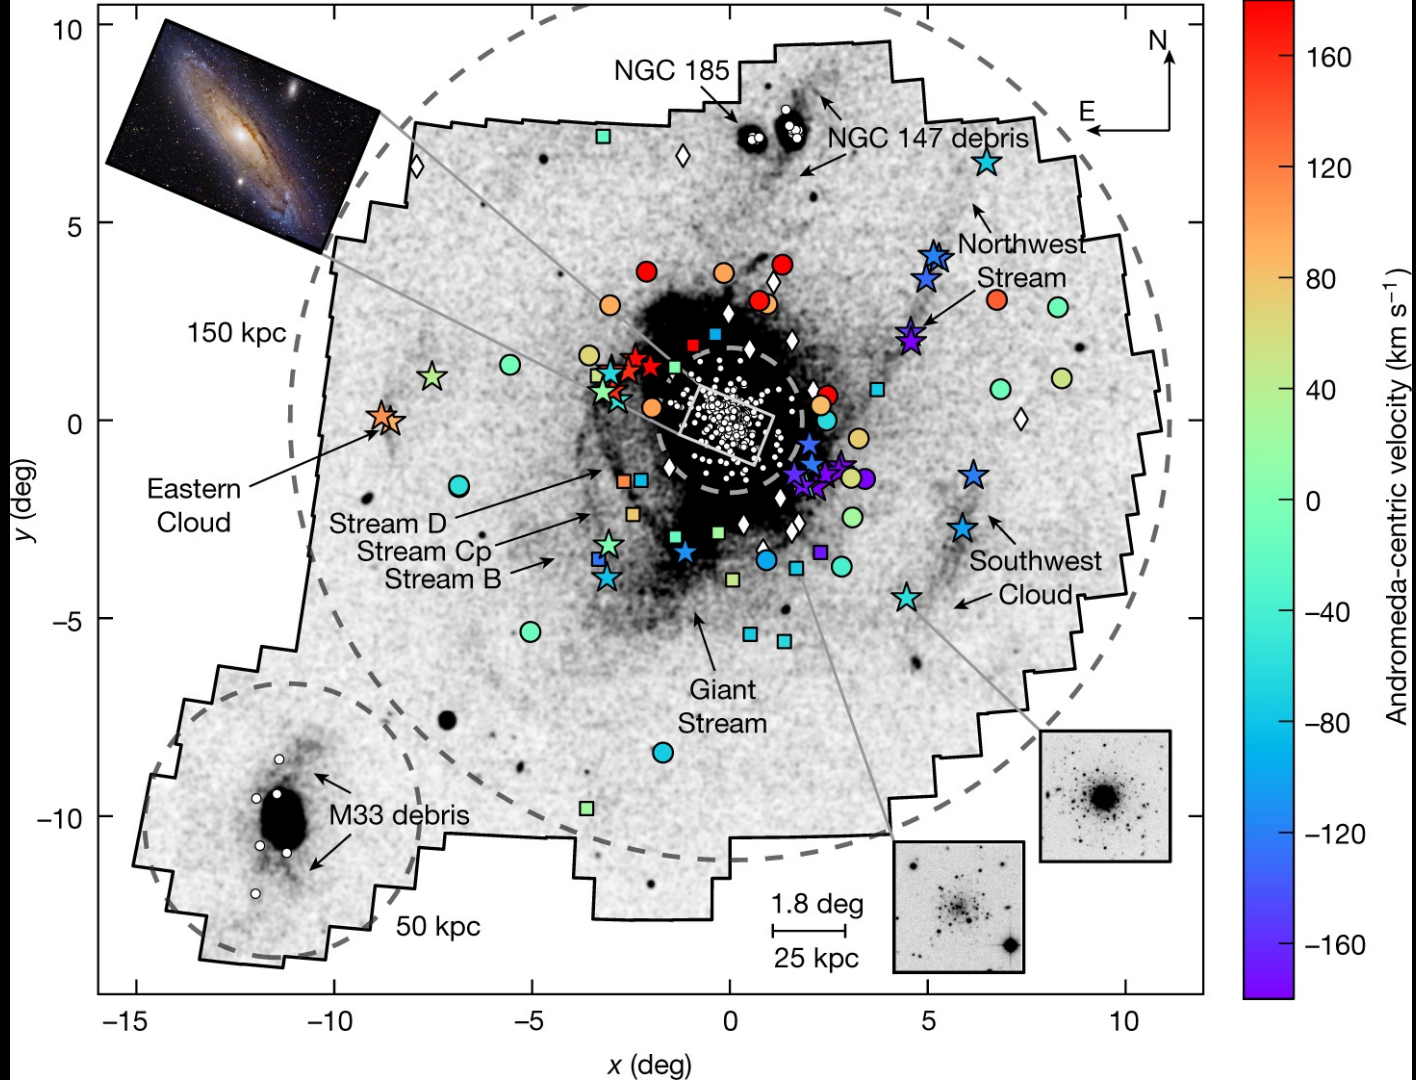 10
5
0
−5
−10
y (deg)
−15
−10
−5
0
5
10
x (deg)
N
E
NGC 185
NGC 147 debris
Northwest
Stream
150 kpc
Eastern
Cloud
Stream D
Stream Cp
Stream B
Southwest
Cloud
Giant
Stream
M33 debris
50 kpc
1.8 deg
25 kpc
160
120
80
40
0
−40
−80
−120
−160
Andromeda-centric velocity (km s⁻¹)